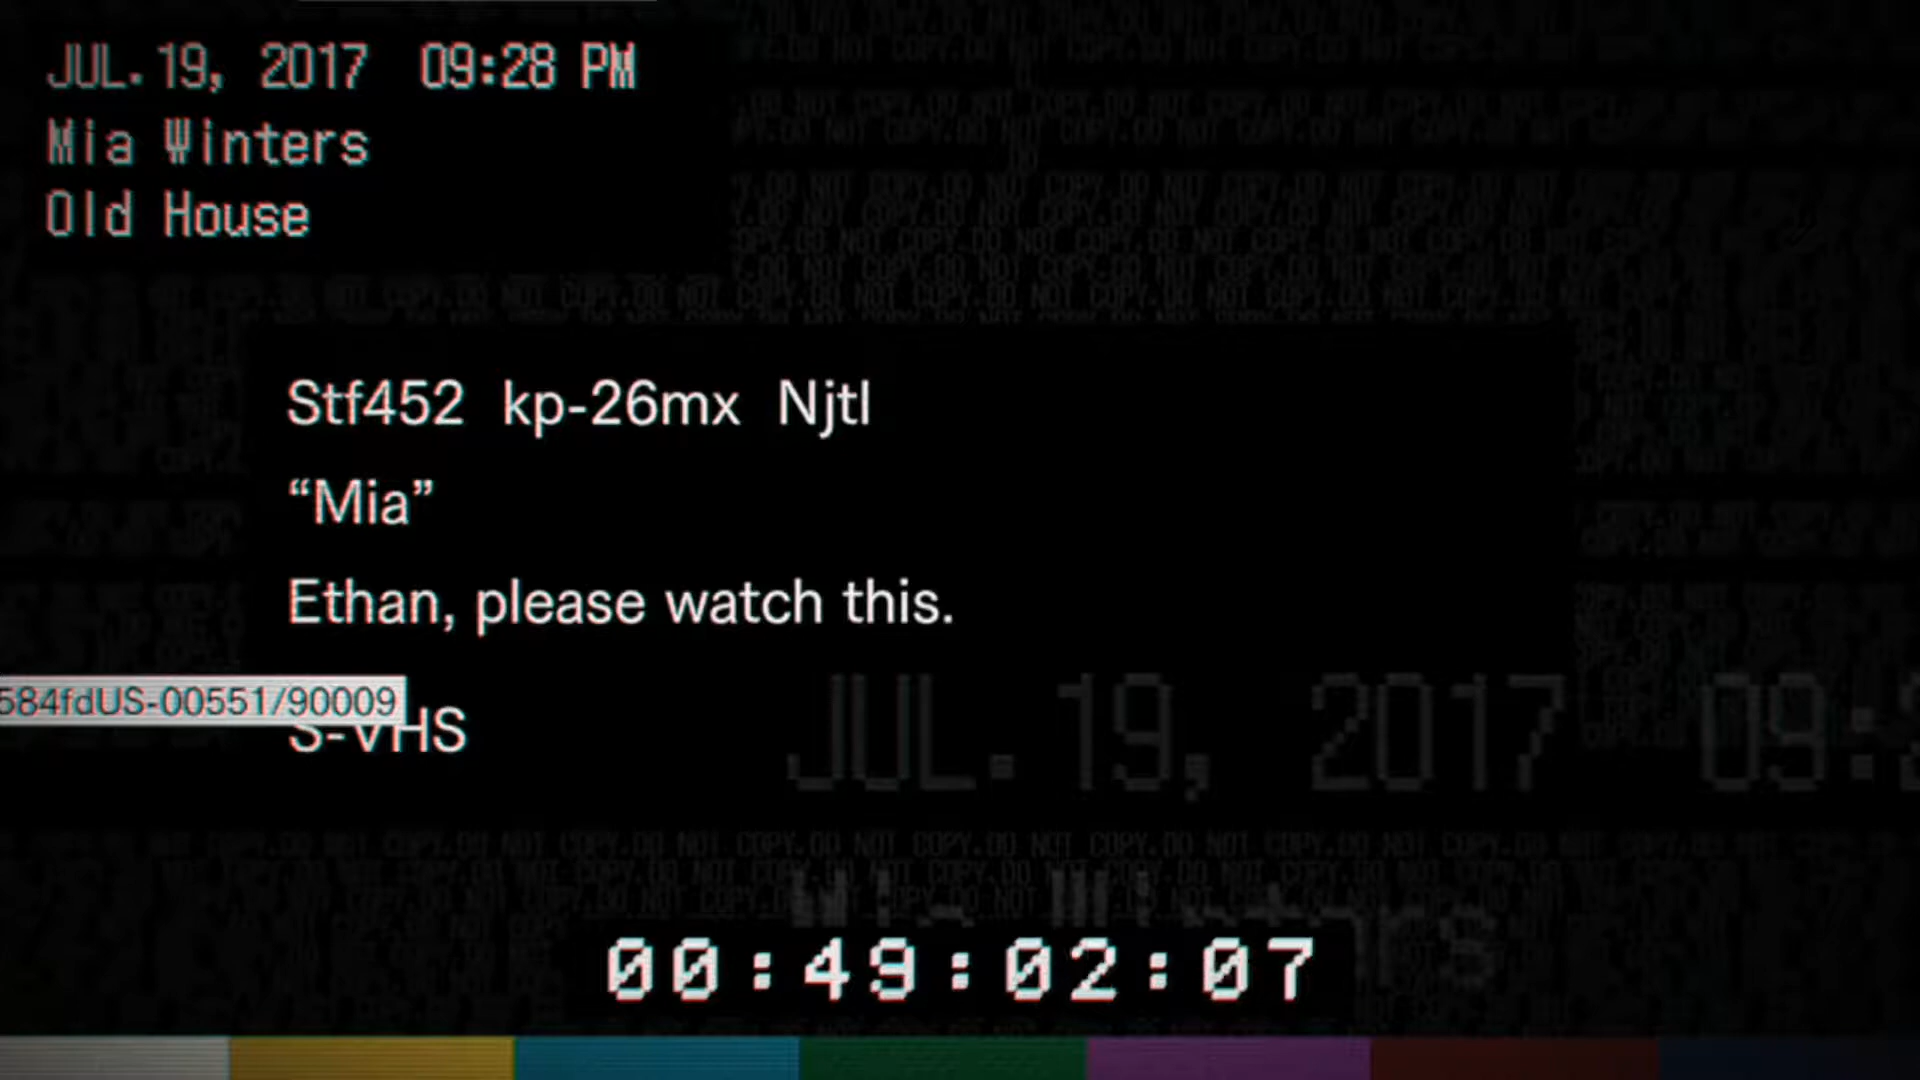 JUL.19, 2017 09:28 PM
Mia Winters
Old House
Stf452 kp-26mx Njtl
“Mia”
Ethan, please watch this.
584fdUS-00551/90009
S-VHS
JUL.19, 2017 09:
00:49:02:07